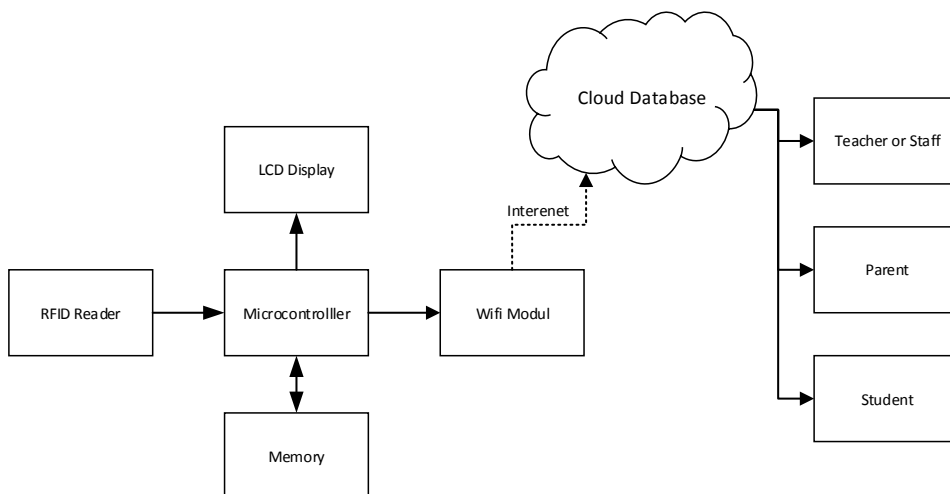 Cloud Database
Teacher or Staff
LCD Display
Interenet
Parent
RFID Reader
Microcontrolller
Wifi Modul
Student
Memory